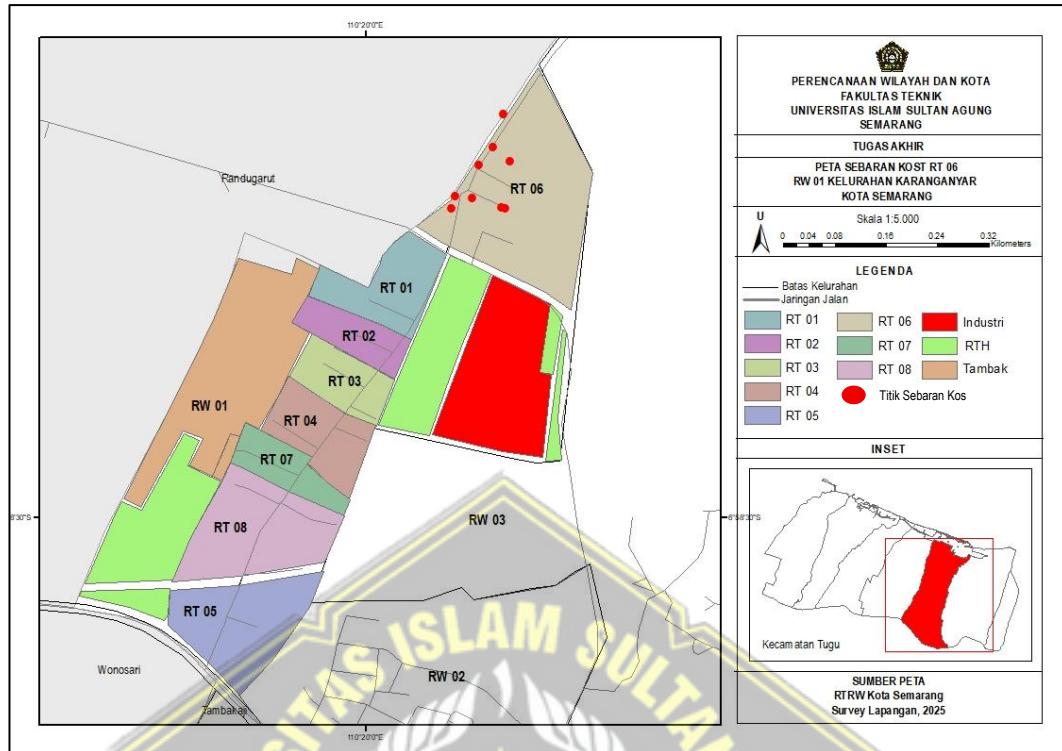 110°20'0"E
Randugarut
RT 06
RT 01
RT 02
RT 03
RW 01
RT 04
RT 07
RT 08
RW 03
RT 05
Wonosari
RW 02
Tambakaji
110°20'0"E
6°58'30"S
PERENCANAAN WILAYAH DAN KOTA
FAKULTAS TEKNIK
UNIVERSITAS ISLAM SULTAN AGUNG
SEMARANG
TUGAS AKHIR
PETA SEBARAN KOST RT 06
RW 01 KELURAHAN KARANGANYAR
KOTA SEMARANG
U
Skala 1:5.000
0 0.04 0.08 0.16 0.24 0.32
Kilometers
LEGENDA
Batas Kelurahan
Jaringan Jalan
RT 01 RT 06 Industri
RT 02 RT 07 RTH
RT 03 RT 08 Tambak
RT 04 Titik Sebaran Kos
RT 05
INSET
Kecamatan Tugu
SUMBER PETA
RTRW Kota Semarang
Survey Lapangan, 2025
ISLAM SULTA